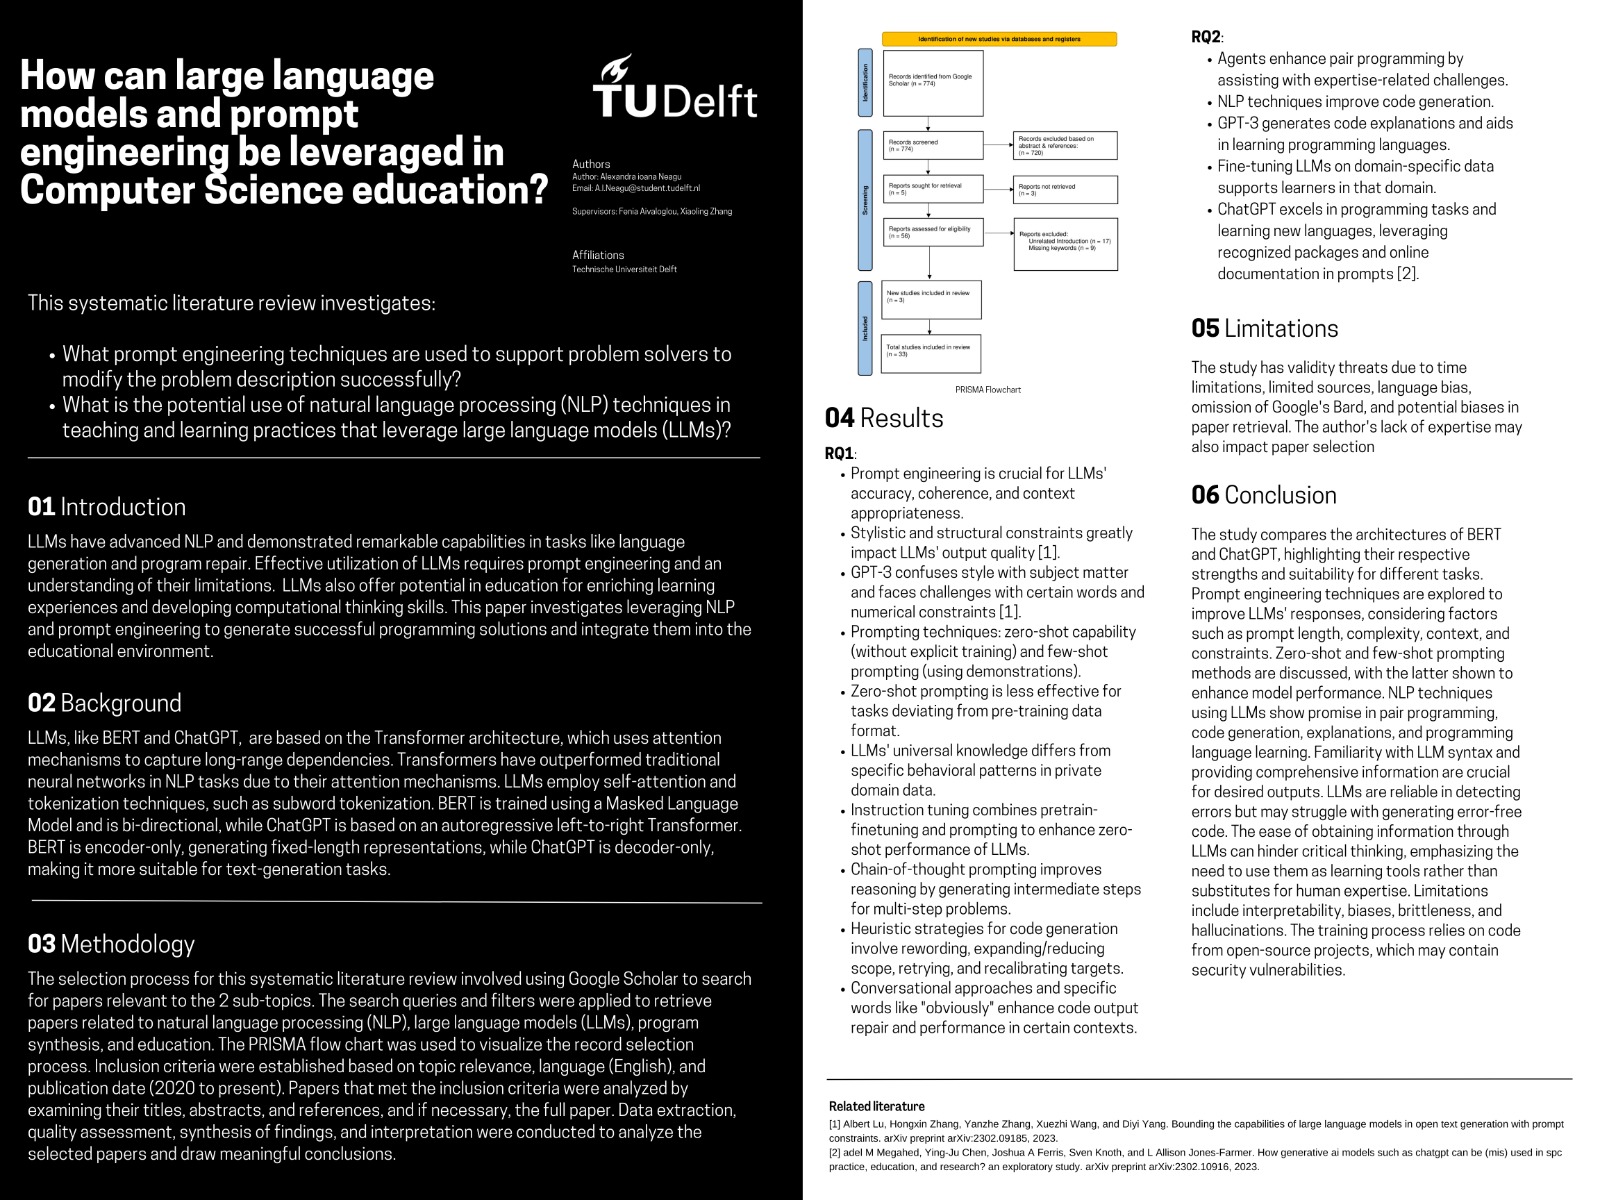 How can large language
models and prompt
engineering be leveraged in
Computer Science education?
TU Delft
Authors
Author: Alexandra ioana Neagu
Email: A.I.Neagu@student.tudelft.nl
Supervisors: Fenia Aivaloglou, Xiaoling Zhang
Affiliations
Technische Universiteit Delft
This systematic literature review investigates:
• What prompt engineering techniques are used to support problem solvers to
modify the problem description successfully?
• What is the potential use of natural language processing (NLP) techniques in
teaching and learning practices that leverage large language models (LLMs)?
01 Introduction
LLMs have advanced NLP and demonstrated remarkable capabilities in tasks like language
generation and program repair. Effective utilization of LLMs requires prompt engineering and an
understanding of their limitations. LLMs also offer potential in education for enriching learning
experiences and developing computational thinking skills. This paper investigates leveraging NLP
and prompt engineering to generate successful programming solutions and integrate them into the
educational environment.
02 Background
LLMs, like BERT and ChatGPT, are based on the Transformer architecture, which uses attention
mechanisms to capture long-range dependencies. Transformers have outperformed traditional
neural networks in NLP tasks due to their attention mechanisms. LLMs employ self-attention and
tokenization techniques, such as subword tokenization. BERT is trained using a Masked Language
Model and is bi-directional, while ChatGPT is based on an autoregressive left-to-right Transformer.
BERT is encoder-only, generating fixed-length representations, while ChatGPT is decoder-only,
making it more suitable for text-generation tasks.
03 Methodology
The selection process for this systematic literature review involved using Google Scholar to search
for papers relevant to the 2 sub-topics. The search queries and filters were applied to retrieve
papers related to natural language processing (NLP), large language models (LLMs), program
synthesis, and education. The PRISMA flow chart was used to visualize the record selection
process. Inclusion criteria were established based on topic relevance, language (English), and
publication date (2020 to present). Papers that met the inclusion criteria were analyzed by
examining their titles, abstracts, and references, and if necessary, the full paper. Data extraction,
quality assessment, synthesis of findings, and interpretation were conducted to analyze the
selected papers and draw meaningful conclusions.
Identification of new studies via databases and registers
Identification
Records identified from Google
Scholar (n = 774)
Screening
Records screened
(n = 774)
Records excluded based on
abstract & references:
(n = 720)
Reports sought for retrieval
(n = 5)
Reports not retrieved
(n = 3)
Reports assessed for eligibility
(n = 56)
Reports excluded:
Unrelated Introduction (n = 17)
Missing keywords (n = 9)
Included
New studies included in review
(n = 3)
Total studies included in review
(n = 33)
PRISMA Flowchart
04 Results
RQ1:
• Prompt engineering is crucial for LLMs'
accuracy, coherence, and context
appropriateness.
• Stylistic and structural constraints greatly
impact LLMs' output quality [1].
• GPT-3 confuses style with subject matter
and faces challenges with certain words and
numerical constraints [1].
• Prompting techniques: zero-shot capability
(without explicit training) and few-shot
prompting (using demonstrations).
• Zero-shot prompting is less effective for
tasks deviating from pre-training data
format.
• LLMs' universal knowledge differs from
specific behavioral patterns in private
domain data.
• Instruction tuning combines pretrain-
finetuning and prompting to enhance zero-
shot performance of LLMs.
• Chain-of-thought prompting improves
reasoning by generating intermediate steps
for multi-step problems.
• Heuristic strategies for code generation
involve rewording, expanding/reducing
scope, retrying, and recalibrating targets.
• Conversational approaches and specific
words like "obviously" enhance code output
repair and performance in certain contexts.
RQ2:
• Agents enhance pair programming by
assisting with expertise-related challenges.
• NLP techniques improve code generation.
• GPT-3 generates code explanations and aids
in learning programming languages.
• Fine-tuning LLMs on domain-specific data
supports learners in that domain.
• ChatGPT excels in programming tasks and
learning new languages, leveraging
recognized packages and online
documentation in prompts [2].
05 Limitations
The study has validity threats due to time
limitations, limited sources, language bias,
omission of Google's Bard, and potential biases in
paper retrieval. The author's lack of expertise may
also impact paper selection
06 Conclusion
The study compares the architectures of BERT
and ChatGPT, highlighting their respective
strengths and suitability for different tasks.
Prompt engineering techniques are explored to
improve LLMs' responses, considering factors
such as prompt length, complexity, context, and
constraints. Zero-shot and few-shot prompting
methods are discussed, with the latter shown to
enhance model performance. NLP techniques
using LLMs show promise in pair programming,
code generation, explanations, and programming
language learning. Familiarity with LLM syntax and
providing comprehensive information are crucial
for desired outputs. LLMs are reliable in detecting
errors but may struggle with generating error-free
code. The ease of obtaining information through
LLMs can hinder critical thinking, emphasizing the
need to use them as learning tools rather than
substitutes for human expertise. Limitations
include interpretability, biases, brittleness, and
hallucinations. The training process relies on code
from open-source projects, which may contain
security vulnerabilities.
Related literature
[1] Albert Lu, Hongxin Zhang, Yanzhe Zhang, Xuezhi Wang, and Diyi Yang. Bounding the capabilities of large language models in open text generation with prompt
constraints. arXiv preprint arXiv:2302.09185, 2023.
[2] adel M Megahed, Ying-Ju Chen, Joshua A Ferris, Sven Knoth, and L Allison Jones-Farmer. How generative ai models such as chatgpt can be (mis) used in spc
practice, education, and research? an exploratory study. arXiv preprint arXiv:2302.10916, 2023.